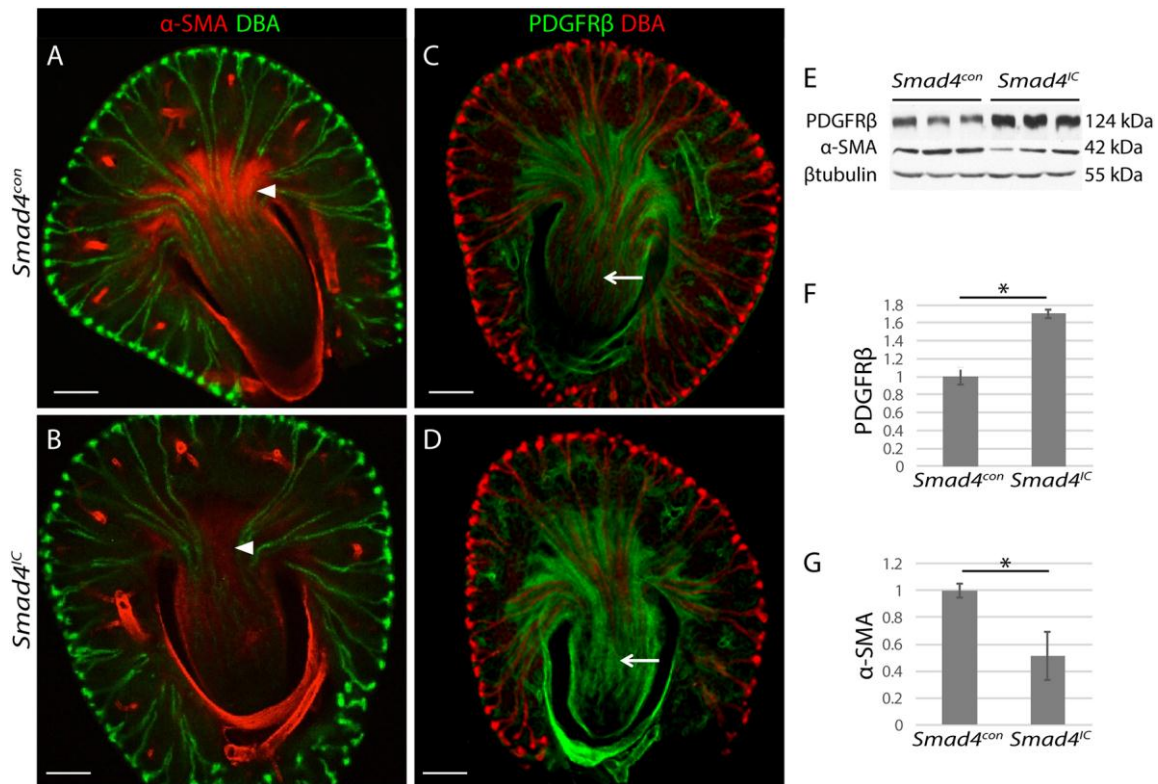 α-SMA DBA
PDGFRβ DBA
A
C
Smad4con
B
D
Smad4IC
E
Smad4con Smad4IC
PDGFRβ 124 kDa
α-SMA 42 kDa
βtubulin 55 kDa
F
*
PDGFRβ
1.8
1.6
1.4
1.2
1
0.8
0.6
0.4
0.2
0
Smad4con Smad4IC
G
*
α-SMA
1.2
1
0.8
0.6
0.4
0.2
0
Smad4con Smad4IC